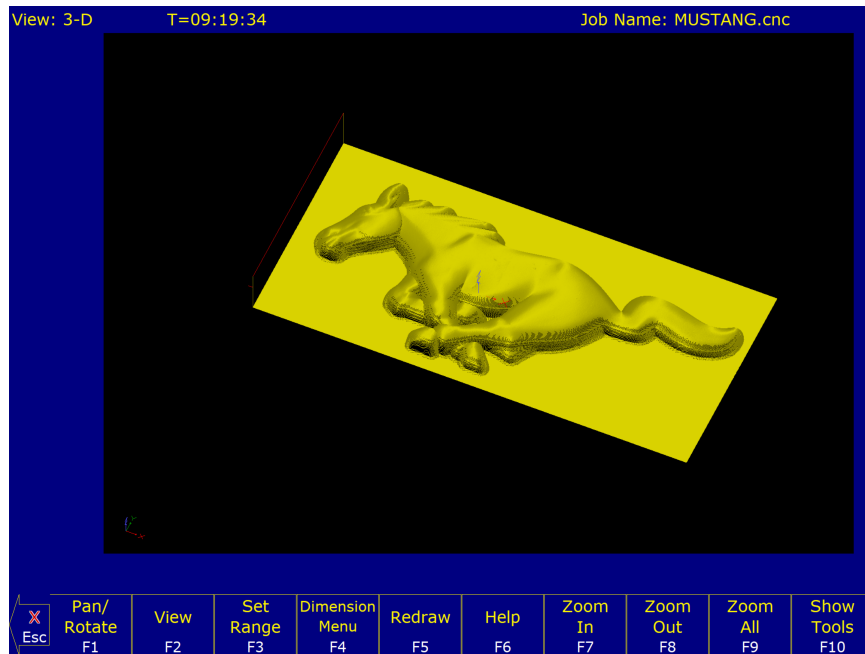 View: 3-D T=09:19:34 Job Name: MUSTANG.cnc
X
Esc
Pan/
Rotate
F1
View
F2
Set
Range
F3
Dimension
Menu
F4
Redraw
F5
Help
F6
Zoom
In
F7
Zoom
Out
F8
Zoom
All
F9
Show
Tools
F10